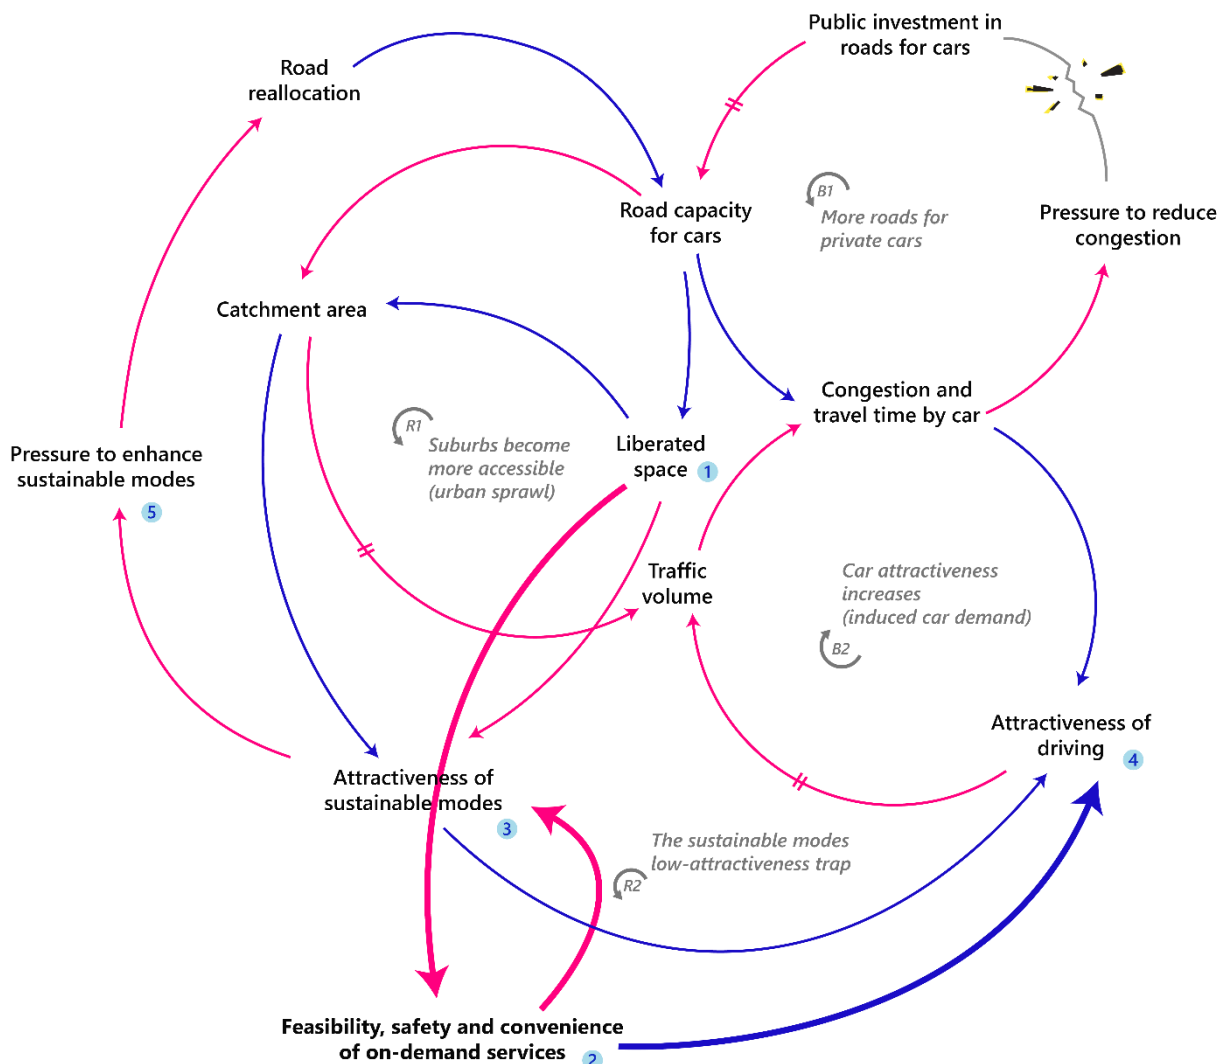 Public investment in
roads for cars
Road
reallocation
B1
More roads for
private cars
Road capacity
for cars
Pressure to reduce
congestion
Catchment area
Congestion and
travel time by car
R1
Suburbs become
more accessible
(urban sprawl)
Liberated
space 1
Pressure to enhance
sustainable modes
5
Traffic
volume
Car attractiveness
increases
(induced car demand)
B2
Attractiveness of
driving 4
Attractiveness of
sustainable modes
3
The sustainable modes
low-attractiveness trap
R2
Feasibility, safety and convenience
of on-demand services 2